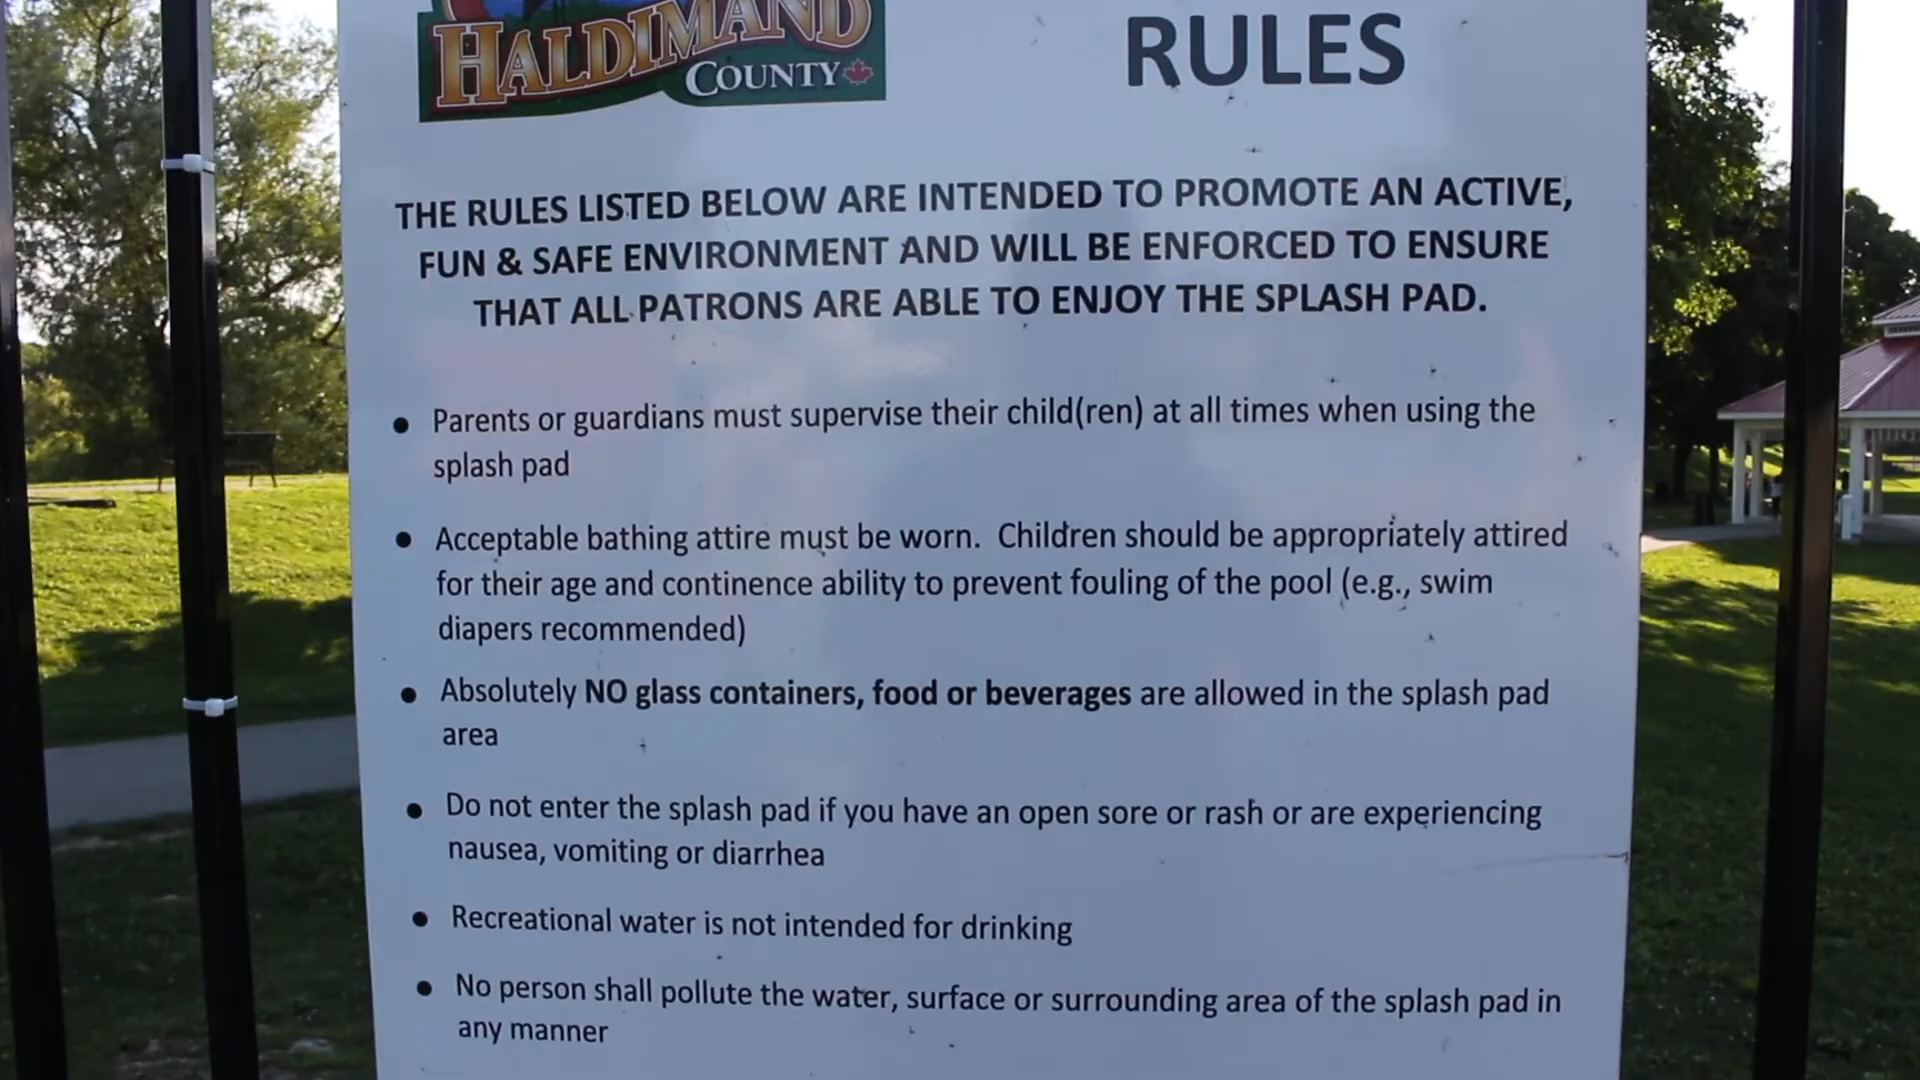 HALDIMAND
COUNTY
RULES
THE RULES LISTED BELOW ARE INTENDED TO PROMOTE AN ACTIVE,
FUN & SAFE ENVIRONMENT AND WILL BE ENFORCED TO ENSURE
THAT ALL PATRONS ARE ABLE TO ENJOY THE SPLASH PAD.
• Parents or guardians must supervise their child(ren) at all times when using the
splash pad
• Acceptable bathing attire must be worn. Children should be appropriately attired
for their age and continence ability to prevent fouling of the pool (e.g., swim
diapers recommended)
• Absolutely NO glass containers, food or beverages are allowed in the splash pad
area
• Do not enter the splash pad if you have an open sore or rash or are experiencing
nausea, vomiting or diarrhea
• Recreational water is not intended for drinking
• No person shall pollute the water, surface or surrounding area of the splash pad in
any manner